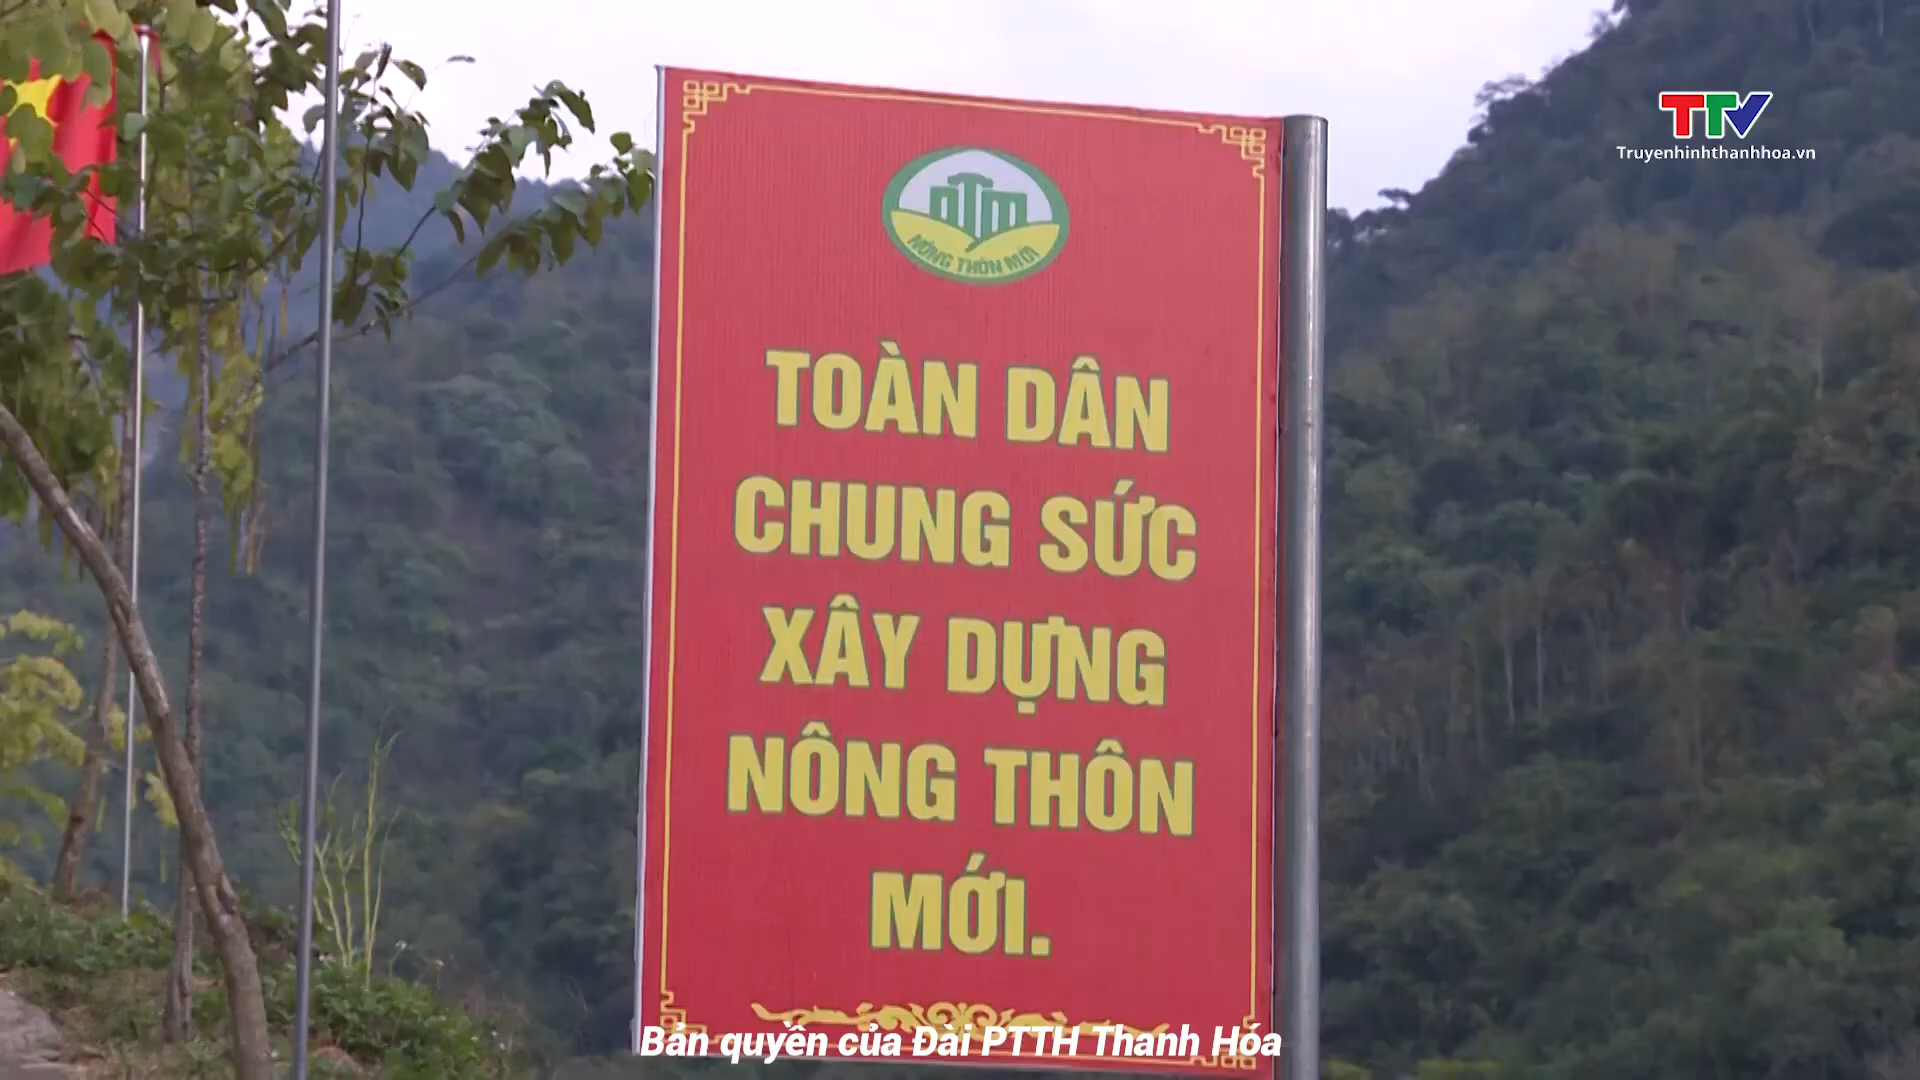 TTV
Truyenhinhthanhhoa.vn
NTM
NÔNG THÔN MỚI
TOÀN DÂN
CHUNG SỨC
XÂY DỰNG
NÔNG THÔN
MỚI.
Bản quyền của Đài PTTH Thanh Hóa